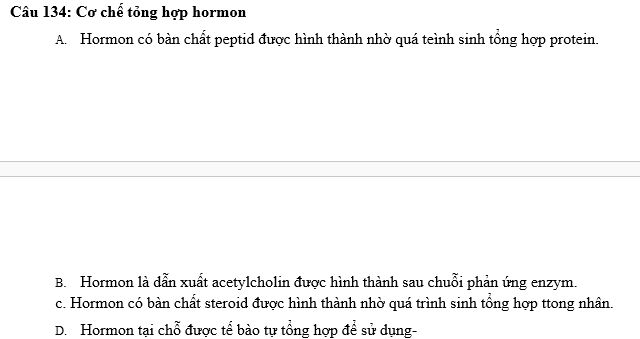 Câu 134: Cơ chế tỏng hợp hormon
A. Hormon có bản chất peptid được hình thành nhờ quá teình sinh tổng hợp protein.
B. Hormon là dẫn xuất acetylcholin được hình thành sau chuỗi phản ứng enzym.
c. Hormon có bản chất steroid được hình thành nhờ quá trình sinh tổng hợp ttong nhân.
D. Hormon tại chỗ được tế bào tự tổng hợp để sử dụng-